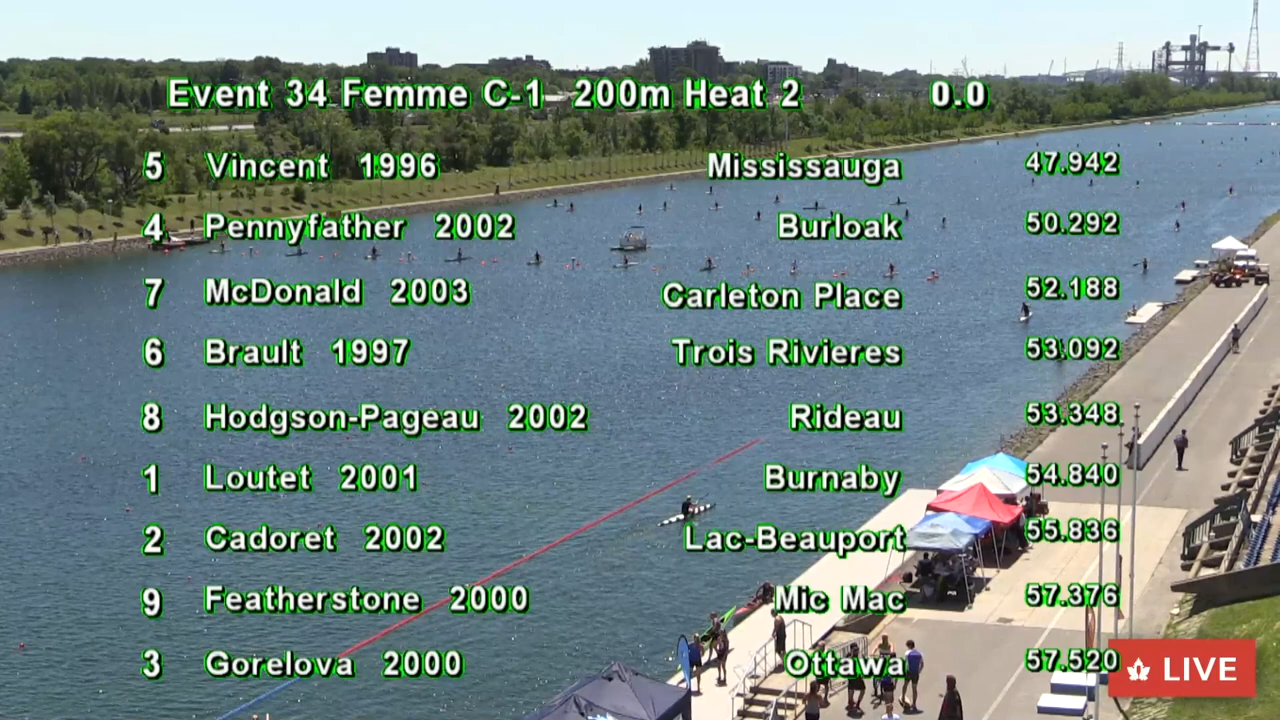 Event 34 Femme C-1 200m Heat 2 0.0
5 Vincent 1996 Mississauga 47.942
4 Pennyfather 2002 Burloak 50.292
7 McDonald 2003 Carleton Place 52.188
6 Brault 1997 Trois Rivieres 53.092
8 Hodgson-Pageau 2002 Rideau 53.348
1 Loutet 2001 Burnaby 54.840
2 Cadoret 2002 Lac-Beauport 55.836
9 Featherstone 2000 Mic Mac 57.376
3 Gorelova 2000 Ottawa 57.520
LIVE